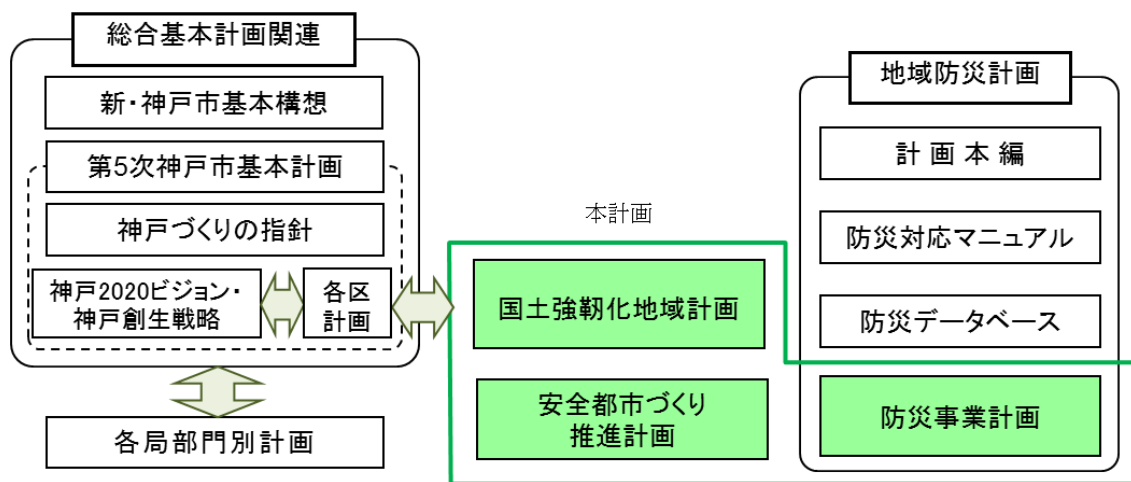 総合基本計画関連
新・神戸市基本構想
第5次神戸市基本計画
神戸づくりの指針
神戸2020ビジョン・
神戸創生戦略
各区
計画
各局部門別計画
本計画
国土強靭化地域計画
安全都市づくり
推進計画
地域防災計画
計画本編
防災対応マニュアル
防災データベース
防災事業計画